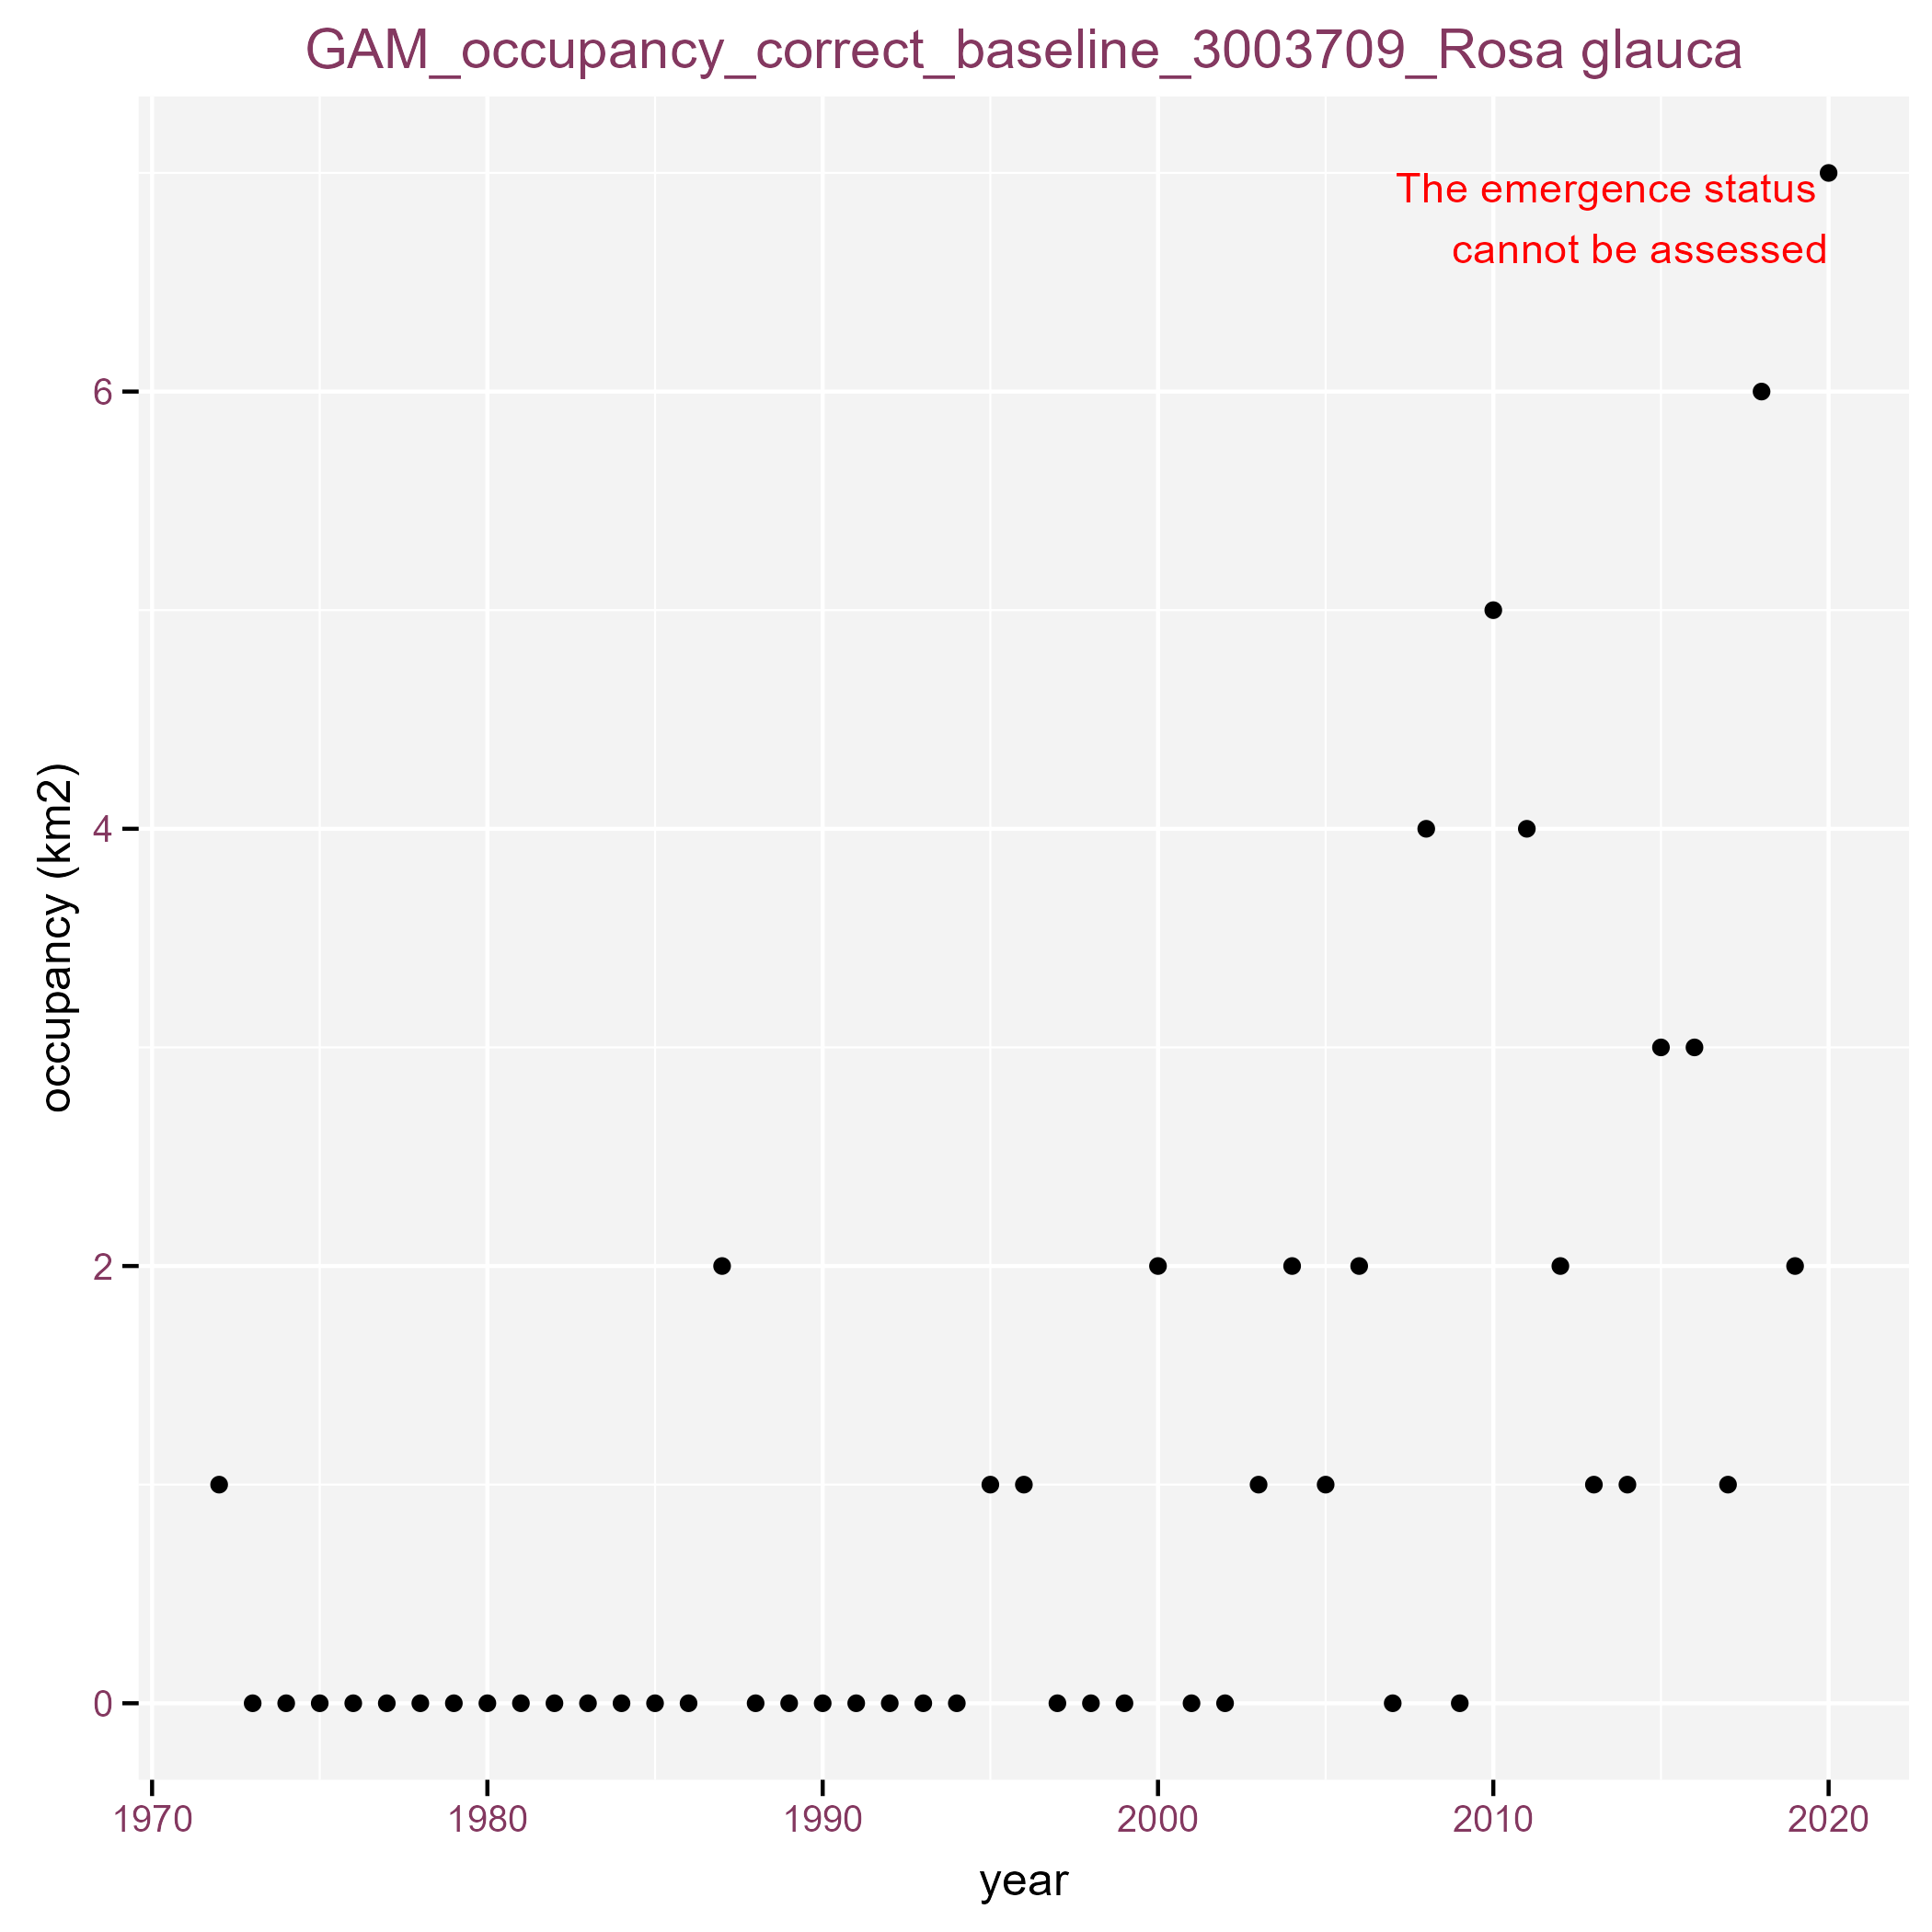 GAM_occupancy_correct_baseline_3003709_Rosa glauca
The emergence status
cannot be assessed
6
4
2
0
occupancy (km2)
1970 1980 1990 2000 2010 2020
year